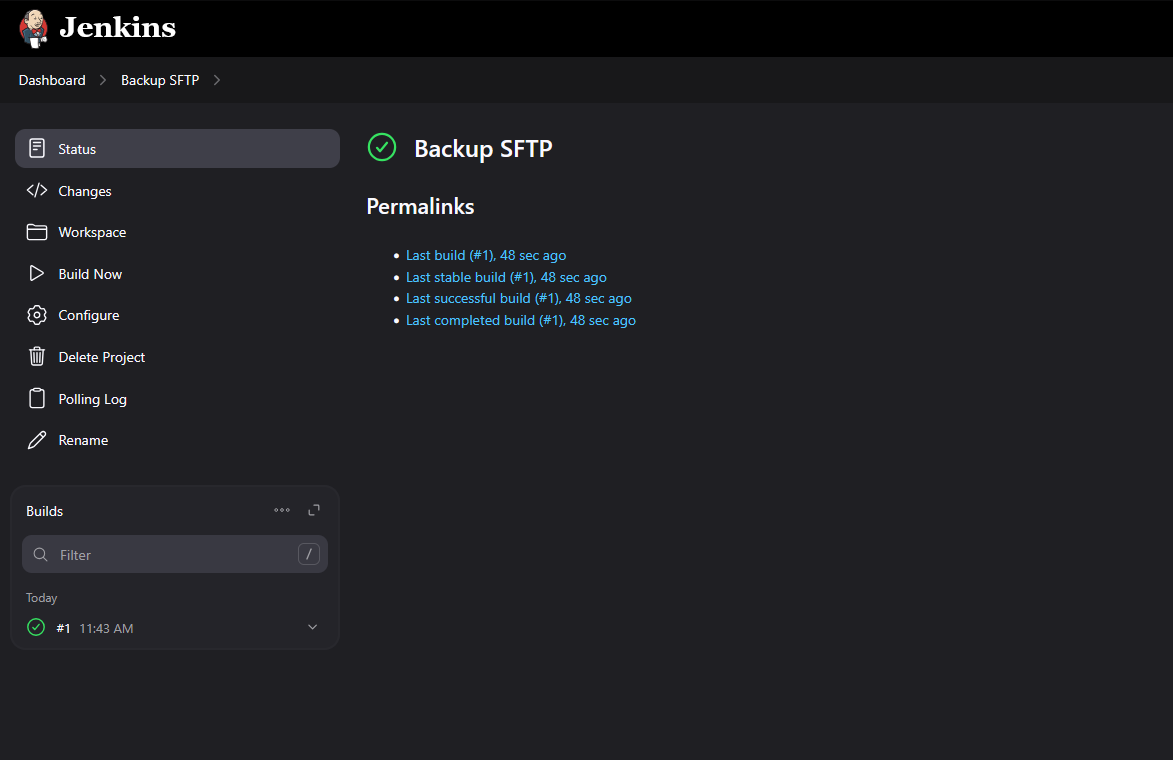 Jenkins
Dashboard
Backup SFTP
Status
Changes
Workspace
Build Now
Configure
Delete Project
Polling Log
Rename
Builds
Filter
/
Today
#1 11:43 AM
Backup SFTP
Permalinks
Last build (#1), 48 sec ago
Last stable build (#1), 48 sec ago
Last successful build (#1), 48 sec ago
Last completed build (#1), 48 sec ago